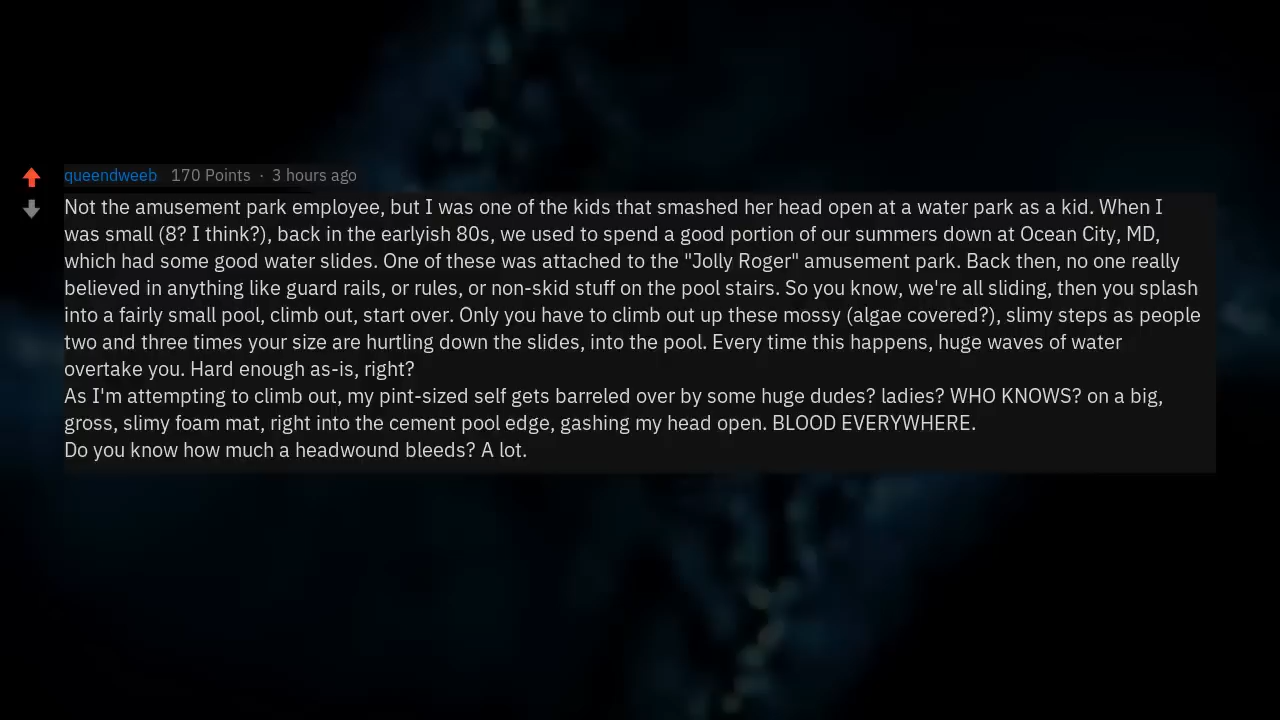 queendweeb 170 Points · 3 hours ago
Not the amusement park employee, but I was one of the kids that smashed her head open at a water park as a kid. When I
was small (8? I think?), back in the earlyish 80s, we used to spend a good portion of our summers down at Ocean City, MD,
which had some good water slides. One of these was attached to the "Jolly Roger" amusement park. Back then, no one really
believed in anything like guard rails, or rules, or non-skid stuff on the pool stairs. So you know, we're all sliding, then you splash
into a fairly small pool, climb out, start over. Only you have to climb out up these mossy (algae covered?), slimy steps as people
two and three times your size are hurtling down the slides, into the pool. Every time this happens, huge waves of water
overtake you. Hard enough as-is, right?
As I'm attempting to climb out, my pint-sized self gets barreled over by some huge dudes? ladies? WHO KNOWS? on a big,
gross, slimy foam mat, right into the cement pool edge, gashing my head open. BLOOD EVERYWHERE.
Do you know how much a headwound bleeds? A lot.